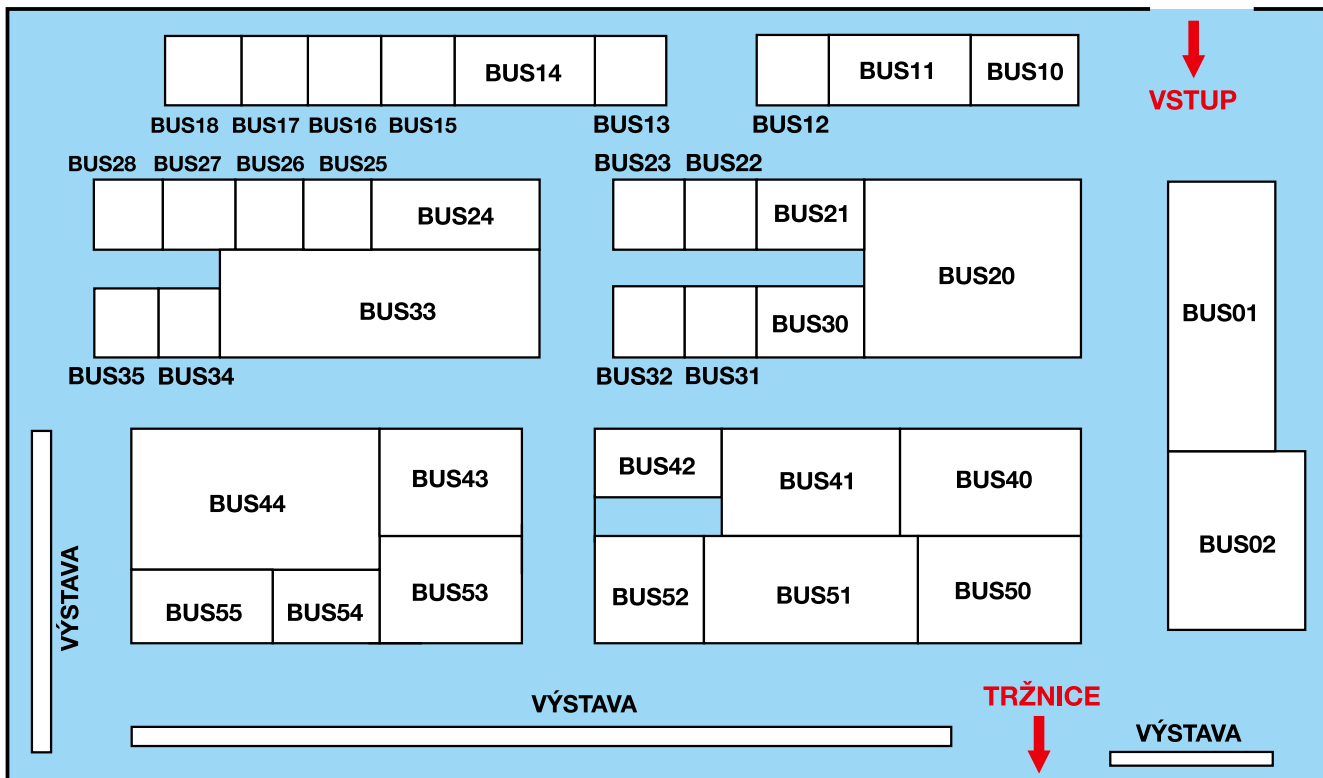 BUS14
BUS11
BUS10
VSTUP
BUS18
BUS17
BUS16
BUS15
BUS13
BUS12
BUS28
BUS27
BUS26
BUS25
BUS23
BUS22
BUS24
BUS21
BUS20
BUS33
BUS30
BUS01
BUS35
BUS34
BUS32
BUS31
BUS42
BUS43
BUS41
BUS40
BUS44
BUS02
BUS55
BUS54
BUS53
BUS52
BUS51
BUS50
VÝSTAVA
VÝSTAVA
TRŽNICE
VÝSTAVA